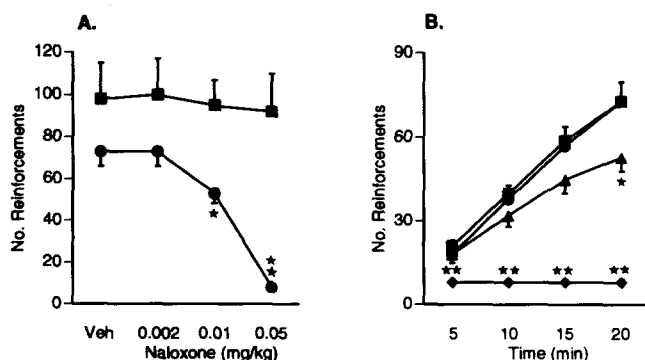 A.
No. Reinforcements
120
100
80
60
40
20
0
Veh 0.002 0.01 0.05
Naloxone (mg/kg)
B.
No. Reinforcements
90
60
30
0
5 10 15 20
Time (min)